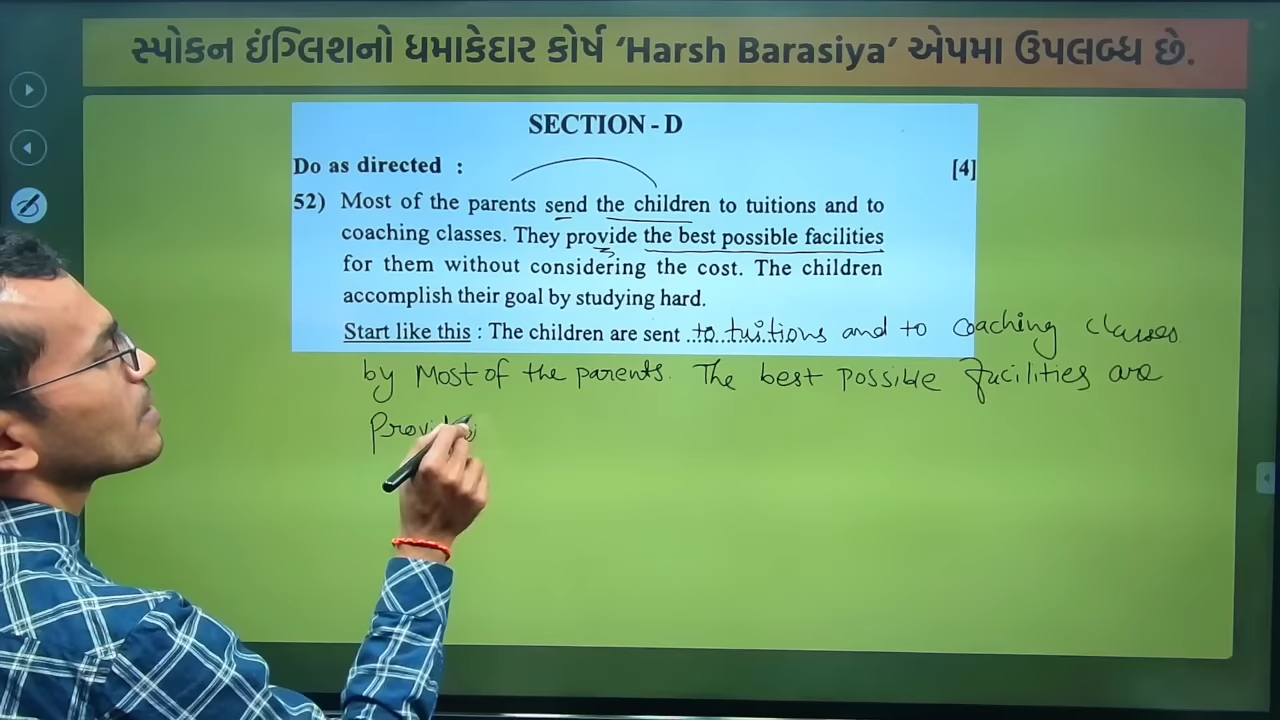 સ્પોકન ઇંગ્લિશનો ધમાકેદાર કોર્ષ ‘Harsh Barasiya’ એપમા ઉપલબ્ધ છે.
SECTION - D
Do as directed : [4]
52) Most of the parents send the children to tuitions and to
coaching classes. They provide the best possible facilities
for them without considering the cost. The children
accomplish their goal by studying hard.
Start like this : The children are sent to tuitions and to coaching classes
by Most of the parents. The best possible facilities are